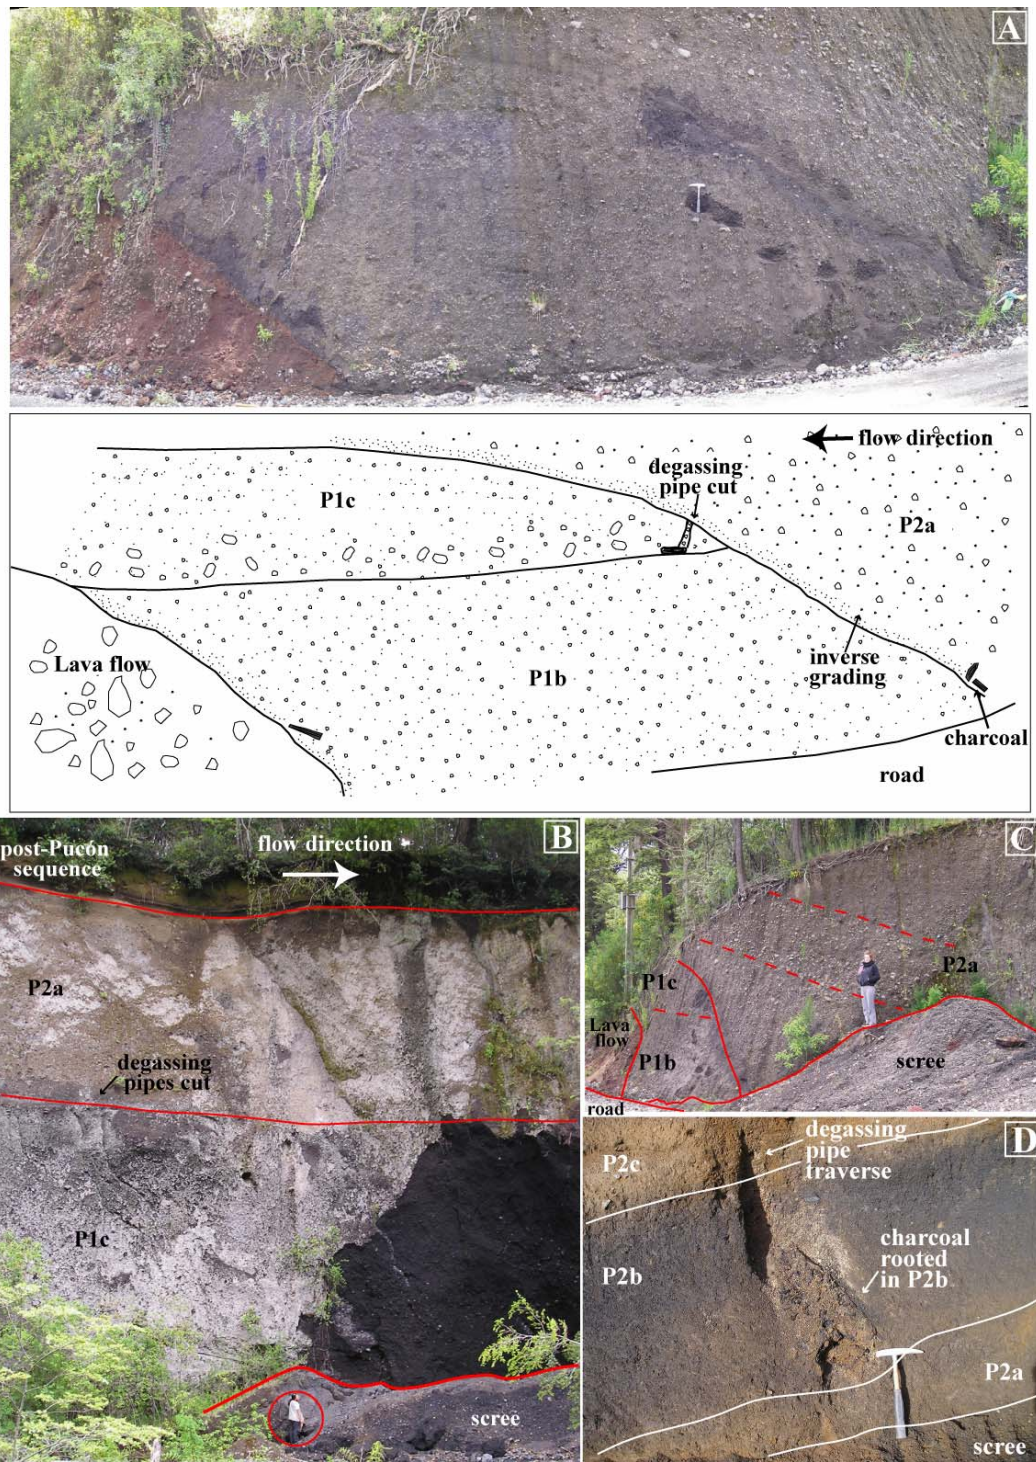 A
flow direction
degassing
pipe cut
P1c
P2a
Lava flow
P1b
inverse
grading
charcoal
road
B
post-Pucón
sequence
flow direction
P2a
degassing
pipes cut
P1c
scree
C
P1c
P2a
Lava
flow
P1b
scree
road
D
degassing
pipe
traverse
P2c
charcoal
rooted
in P2b
P2b
P2a
scree